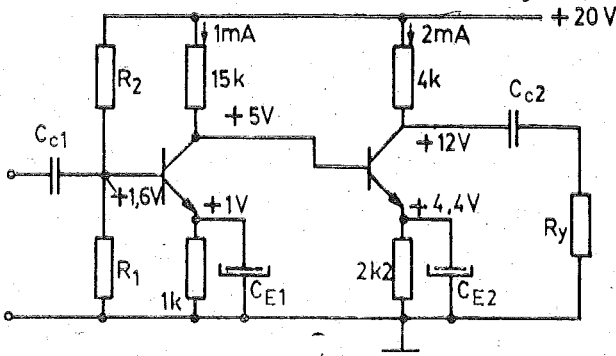 +20V
1mA
2mA
R2
15k
4k
Cc2
Cc1
+5V
+12V
+1,6V
+1V
+4,4V
Ry
R1
1k
CE1
2k2
CE2